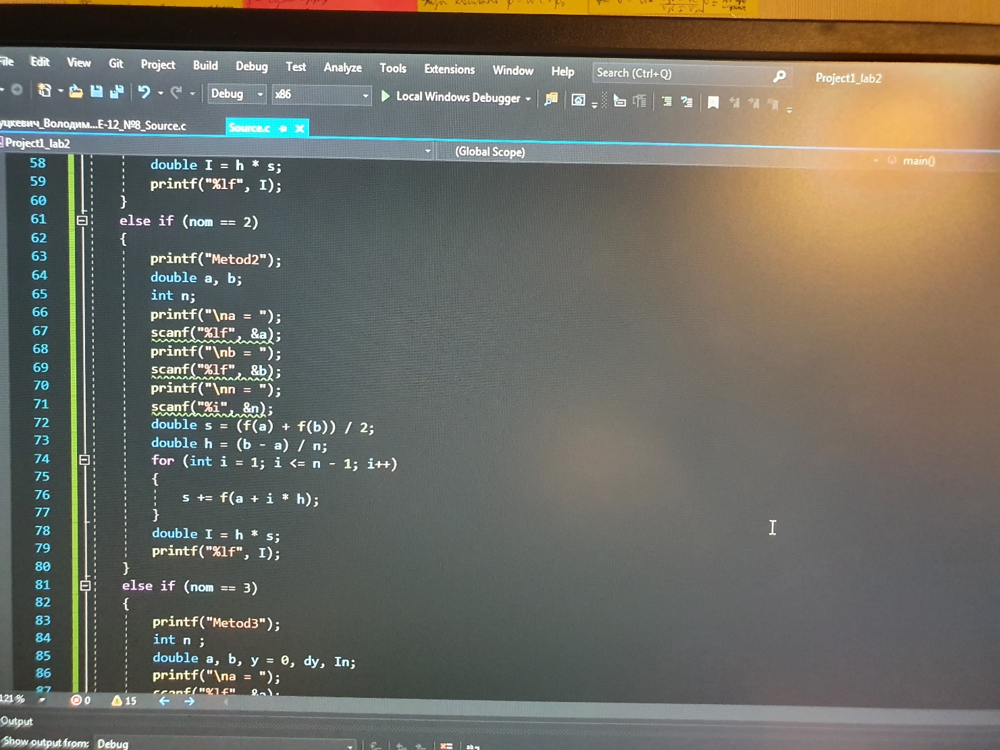 File Edit View Git Project Build Debug Test Analyze Tools Extensions Window Help Search (Ctrl+Q) Project1_lab2
Debug x86 Local Windows Debugger
уцкевич_Володим...Е-12_№8_Source.c Source.c
Project1_lab2 (Global Scope) main()
58 double I = h * s;
59 printf("%lf", I);
60 }
61 else if (nom == 2)
62 {
63 printf("Metod2");
64 double a, b;
65 int n;
66 printf("\na = ");
67 scanf("%lf", &a);
68 printf("\nb = ");
69 scanf("%lf", &b);
70 printf("\nn = ");
71 scanf("%i", &n);
72 double s = (f(a) + f(b)) / 2;
73 double h = (b - a) / n;
74 for (int i = 1; i <= n - 1; i++)
75 {
76 s += f(a + i * h);
77 }
78 double I = h * s;
79 printf("%lf", I);
80 }
81 else if (nom == 3)
82 {
83 printf("Metod3");
84 int n ;
85 double a, b, y = 0, dy, In;
86 printf("\na = ");
87 scanf("%lf", &a);
121 % 0 15
Output
Show output from: Debug